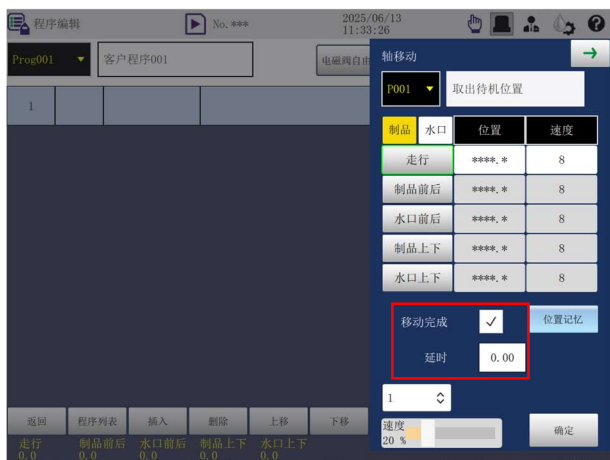 程序编辑
No. ***
2025/06/13
11:33:26
Prog001
客户程序001
电磁阀自由
1
轴移动
P001
取出待机位置
制品 水口 位置 速度
走行 ****.* 8
制品前后 ****.* 8
水口前后 ****.* 8
制品上下 ****.* 8
水口上下 ****.* 8
移动完成 ✓ 位置记忆
延时 0.00
1
速度
20 %
确定
返回 程序列表 插入 删除 上移 下移
走行 制品前后 水口前后 制品上下 水口上下
0.0 0.0 0.0 0.0 0.0